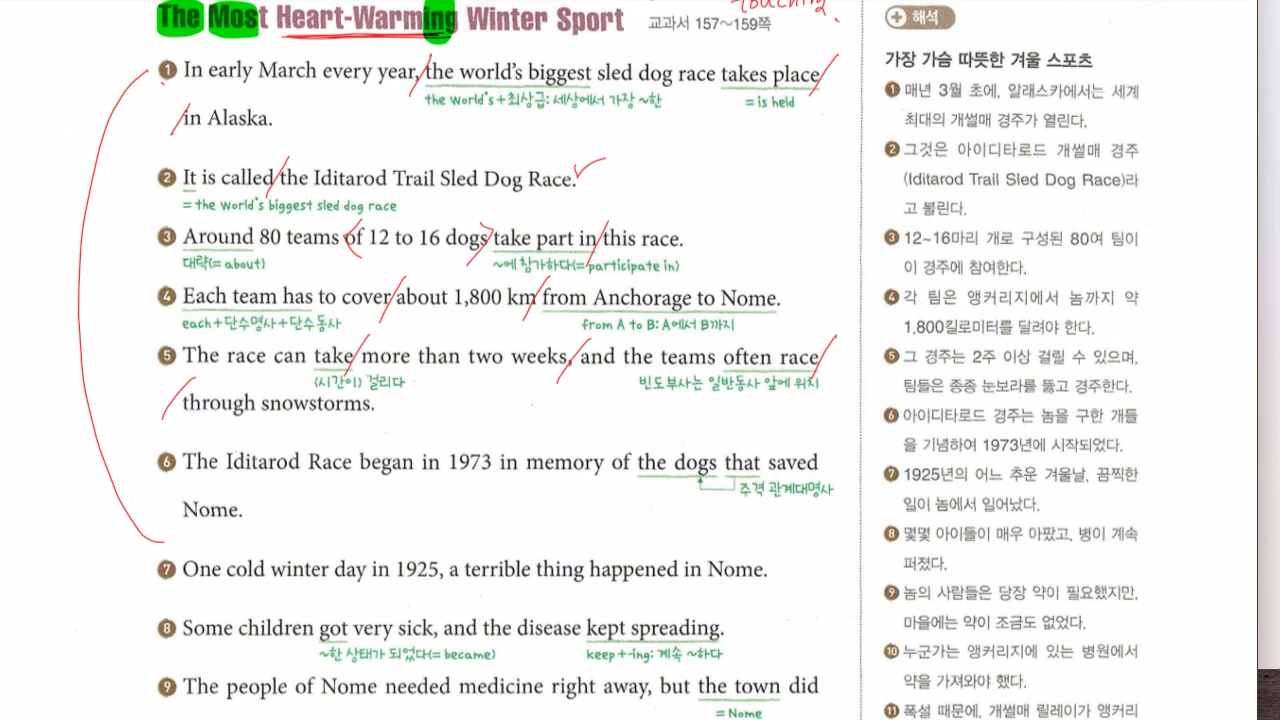 touching.
The Most Heart-Warming Winter Sport 교과서 157~159쪽
❶ In early March every year, the world's biggest sled dog race takes place
the world's+최상급: 세상에서 가장 ~한 = is held
in Alaska.
❷ It is called the Iditarod Trail Sled Dog Race.
= the world's biggest sled dog race
❸ Around 80 teams of 12 to 16 dogs take part in this race.
대략(= about) ~에 참가하다(= participate in)
❹ Each team has to cover about 1,800 km from Anchorage to Nome.
each+단수명사+단수동사 from A to B: A에서 B까지
❺ The race can take more than two weeks, and the teams often race
(시간이) 걸리다 빈도부사는 일반동사 앞에 위치
through snowstorms.
❻ The Iditarod Race began in 1973 in memory of the dogs that saved
주격 관계대명사
Nome.
❼ One cold winter day in 1925, a terrible thing happened in Nome.
❽ Some children got very sick, and the disease kept spreading.
~한 상태가 되었다(= became) keep+-ing: 계속 ~하다
❾ The people of Nome needed medicine right away, but the town did
= Nome
+ 해석
가장 가슴 따뜻한 겨울 스포츠
❶ 매년 3월 초에, 알래스카에서는 세계
최대의 개썰매 경주가 열린다.
❷ 그것은 아이디타로드 개썰매 경주
(Iditarod Trail Sled Dog Race)라
고 불린다.
❸ 12~16마리 개로 구성된 80여 팀이
이 경주에 참여한다.
❹ 각 팀은 앵커리지에서 놈까지 약
1,800킬로미터를 달려야 한다.
❺ 그 경주는 2주 이상 걸릴 수 있으며,
팀들은 종종 눈보라를 뚫고 경주한다.
❻ 아이디타로드 경주는 놈을 구한 개들
을 기념하여 1973년에 시작되었다.
❼ 1925년의 어느 추운 겨울날, 끔찍한
일이 놈에서 일어났다.
❽ 몇몇 아이들이 매우 아팠고, 병이 계속
퍼졌다.
❾ 놈의 사람들은 당장 약이 필요했지만,
마을에는 약이 조금도 없었다.
❿ 누군가는 앵커리지에 있는 병원에서
약을 가져와야 했다.
⓫ 폭설 때문에, 개썰매 릴레이가 앵커리